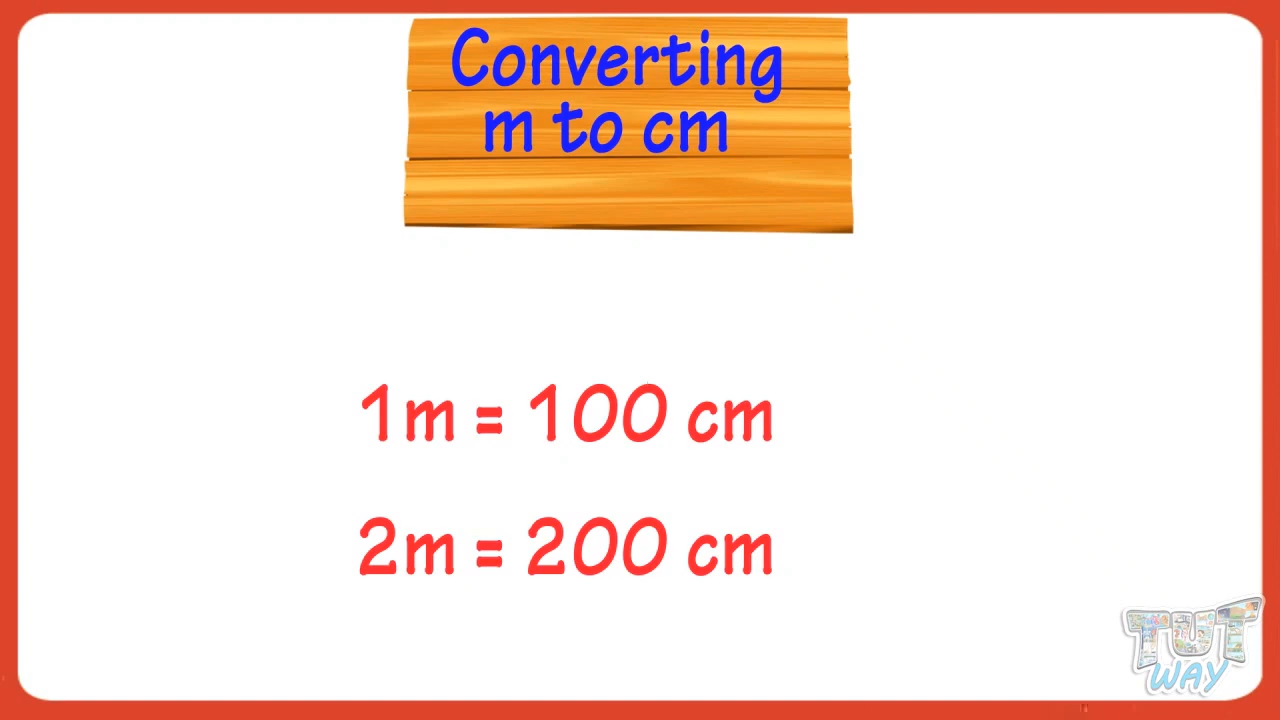 Converting
m to cm
1m = 100 cm
2m = 200 cm
TUT
WAY